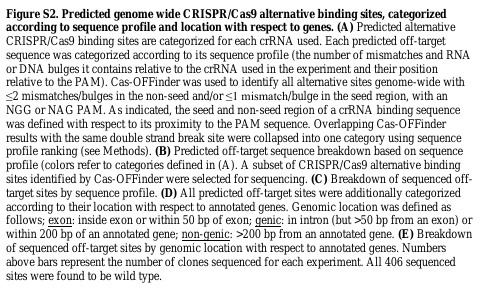 Figure S2. Predicted genome wide CRISPR/Cas9 alternative binding sites, categorized
according to sequence profile and location with respect to genes. (A) Predicted alternative
CRISPR/Cas9 binding sites are categorized for each crRNA used. Each predicted off-target
sequence was categorized according to its sequence profile (the number of mismatches and RNA
or DNA bulges it contains relative to the crRNA used in the experiment and their position
relative to the PAM). Cas-OFFinder was used to identify all alternative sites genome-wide with
≤2 mismatches/bulges in the non-seed and/or ≤1 mismatch/bulge in the seed region, with an
NGG or NAG PAM. As indicated, the seed and non-seed region of a crRNA binding sequence
was defined with respect to its proximity to the PAM sequence. Overlapping Cas-OFFinder
results with the same double strand break site were collapsed into one category using sequence
profile ranking (see Methods). (B) Predicted off-target sequence breakdown based on sequence
profile (colors refer to categories defined in (A). A subset of CRISPR/Cas9 alternative binding
sites identified by Cas-OFFinder were selected for sequencing. (C) Breakdown of sequenced off-
target sites by sequence profile. (D) All predicted off-target sites were additionally categorized
according to their location with respect to annotated genes. Genomic location was defined as
follows; exon: inside exon or within 50 bp of exon; genic: in intron (but >50 bp from an exon) or
within 200 bp of an annotated gene; non-genic: >200 bp from an annotated gene. (E) Breakdown
of sequenced off-target sites by genomic location with respect to annotated genes. Numbers
above bars represent the number of clones sequenced for each experiment. All 406 sequenced
sites were found to be wild type.